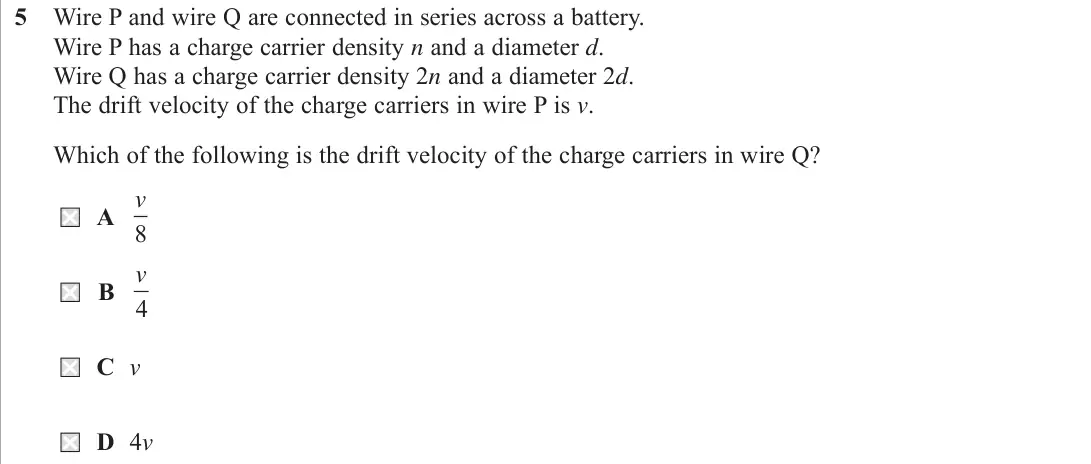 5 Wire P and wire Q are connected in series across a battery.
Wire P has a charge carrier density n and a diameter d.
Wire Q has a charge carrier density 2n and a diameter 2d.
The drift velocity of the charge carriers in wire P is v.
Which of the following is the drift velocity of the charge carriers in wire Q?
A v/8
B v/4
C v
D 4v